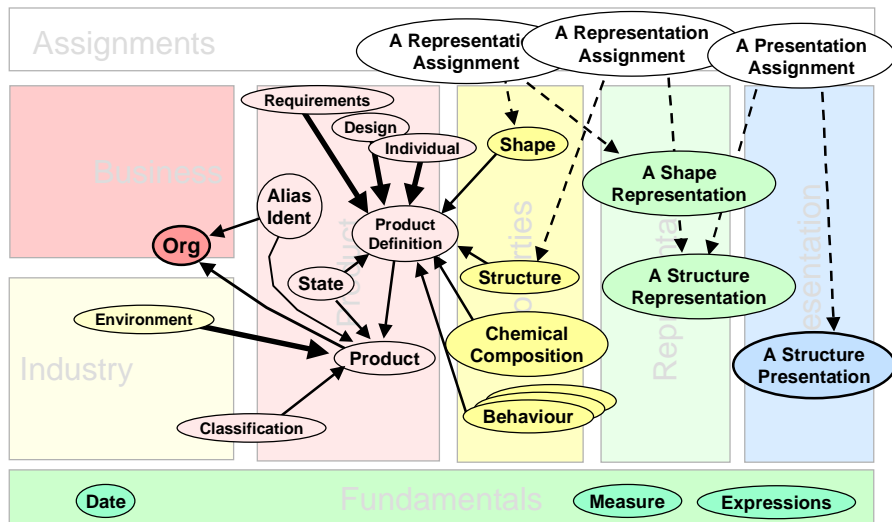 Assignments
A Representation
Assignment
A Representation
Assignment
A Presentation
Assignment
Requirements
Design
Individual
Shape
Business
Alias
Ident
Org
Product
Definition
A Shape
Representation
State
Structure
A Structure
Representation
Environment
Product
Chemical
Composition
A Structure
Presentation
Industry
Classification
Behaviour
Product
Fundamentals
Date
Measure
Expressions